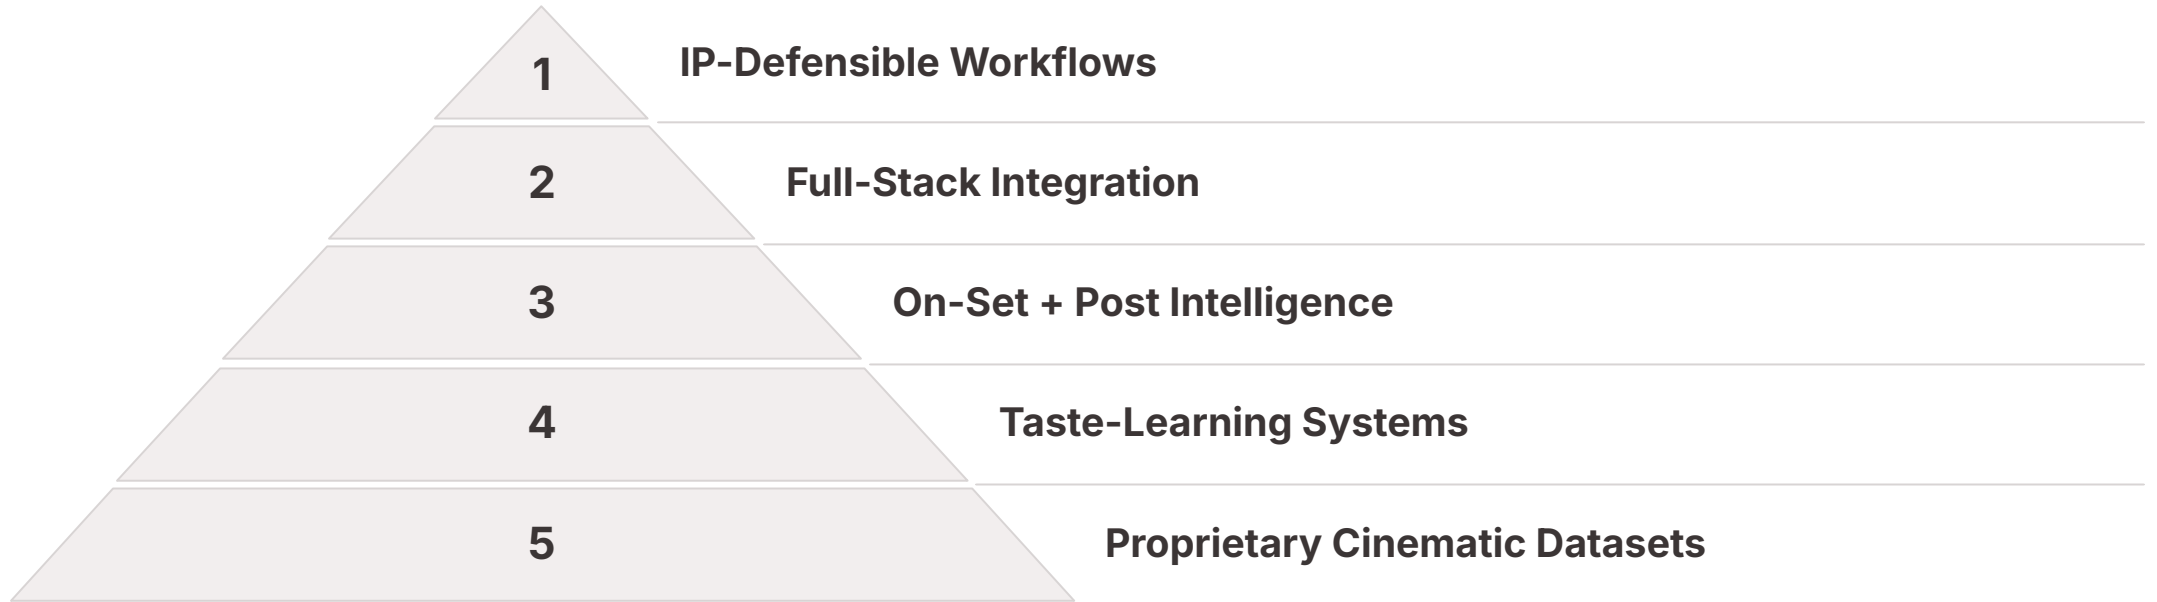 1
IP-Defensible Workflows
2
Full-Stack Integration
3
On-Set + Post Intelligence
4
Taste-Learning Systems
5
Proprietary Cinematic Datasets